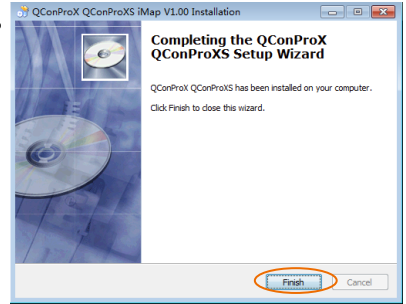 QConProX QConProXS iMap V1.00 Installation
Completing the QConProX
QConProXS Setup Wizard
QConProX QConProXS has been installed on your computer.
Click Finish to close this wizard.
Finish
Cancel